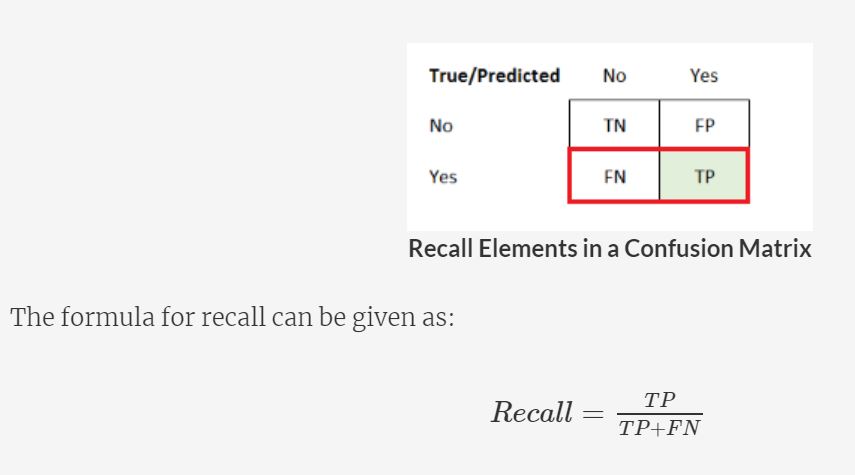 True/Predicted No Yes
No TN FP
Yes FN TP
Recall Elements in a Confusion Matrix
The formula for recall can be given as:
Recall = TP / TP+FN